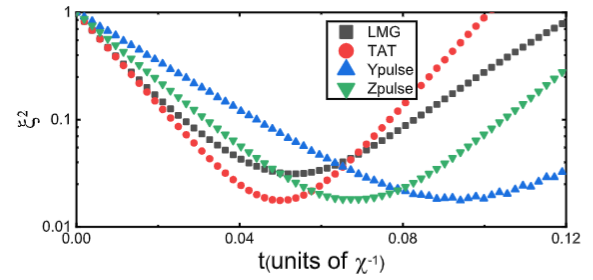 1
LMG
TAT
Ypulse
Zpulse
ξ²
0.1
0.01
0.00 0.04 0.08 0.12
t(units of χ⁻¹)